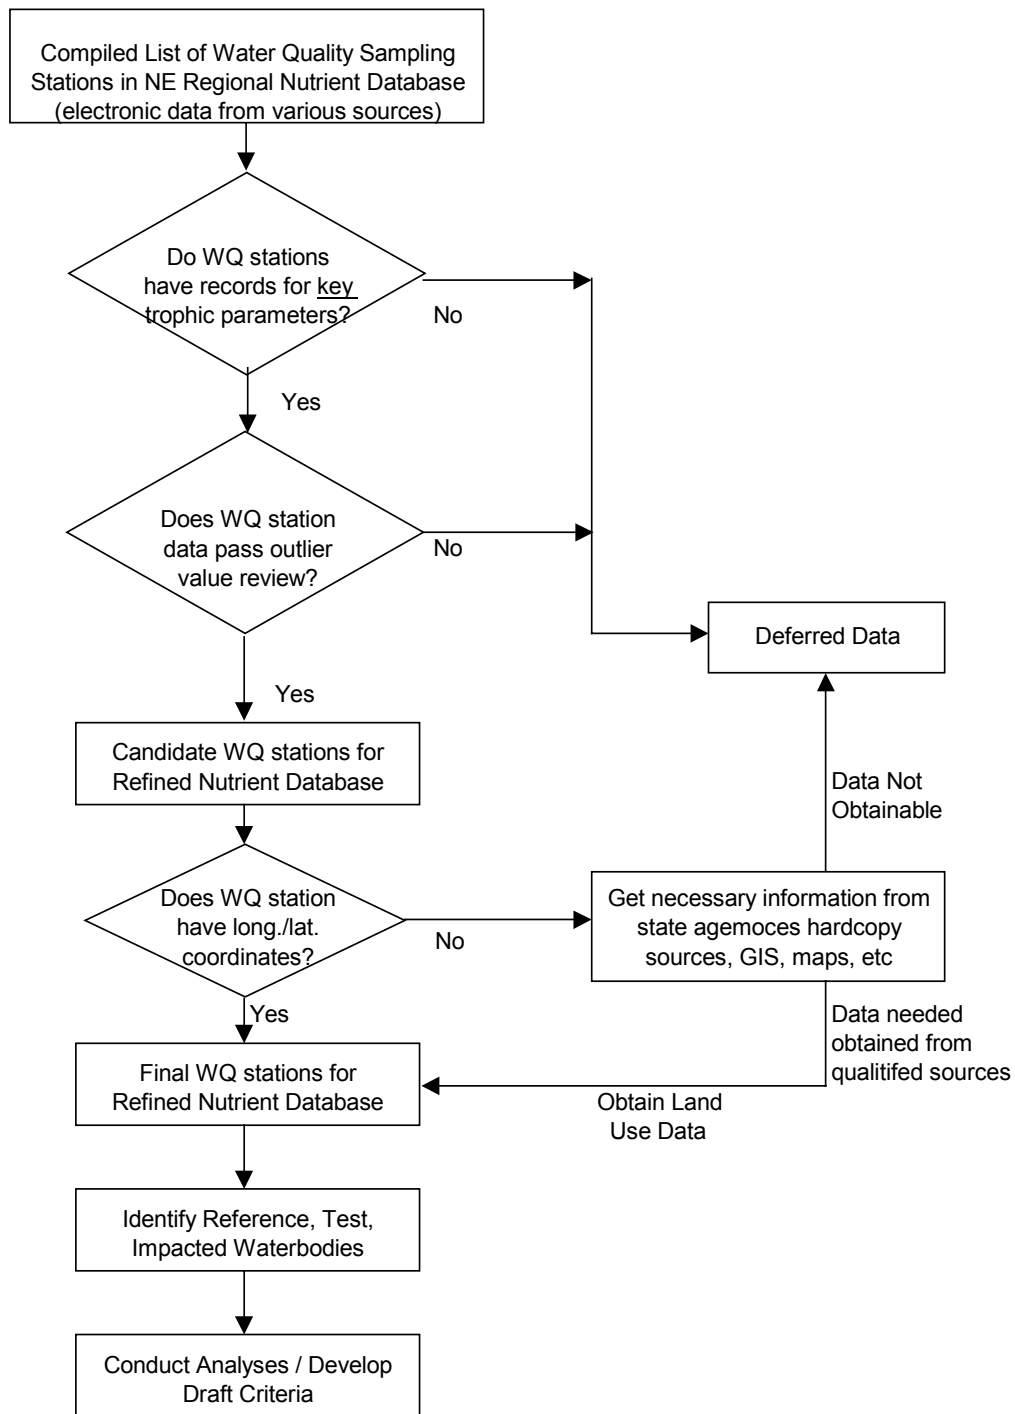 Compiled List of Water Quality Sampling
Stations in NE Regional Nutrient Database
(electronic data from various sources)
Do WQ stations
have records for key
trophic parameters?
No
Yes
Does WQ station
data pass outlier
value review?
No
Deferred Data
Yes
Candidate WQ stations for
Refined Nutrient Database
Data Not
Obtainable
Does WQ station
have long./lat.
coordinates?
No
Get necessary information from
state agemoces hardcopy
sources, GIS, maps, etc
Yes
Data needed
obtained from
qualitifed sources
Final WQ stations for
Refined Nutrient Database
Obtain Land
Use Data
Identify Reference, Test,
Impacted Waterbodies
Conduct Analyses / Develop
Draft Criteria